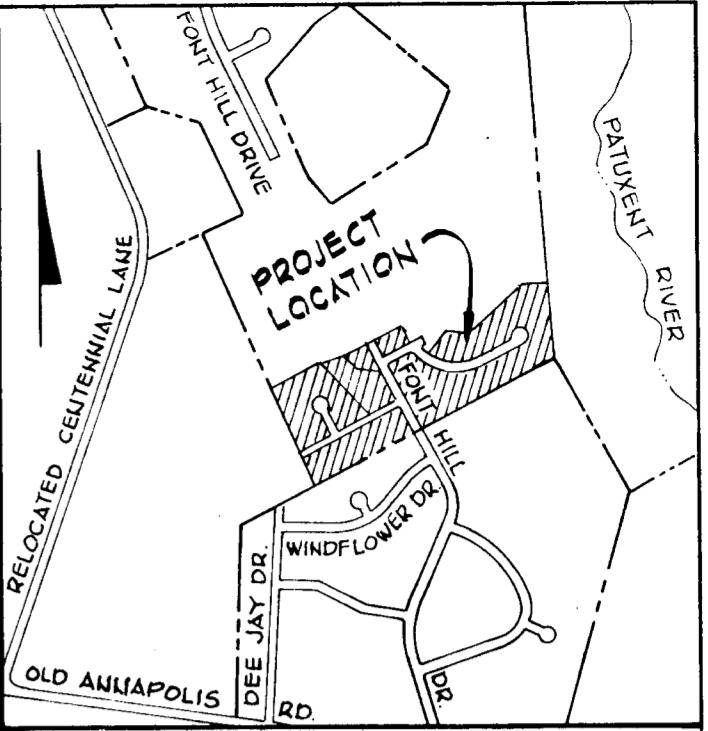 FONT HILL DRIVE
PATUXENT RIVER
PROJECT
LOCATION
RELOCATED CENTENNIAL LANE
FONT HILL
WINDFLOWER DR.
DEE JAY DR.
OLD ANNAPOLIS
RD.
DR.